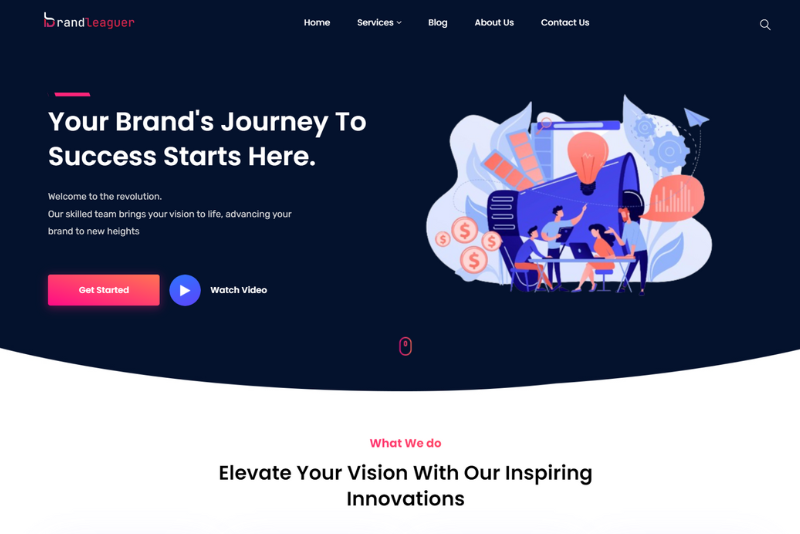 brandleaguer
Home Services Blog About Us Contact Us
Your Brand's Journey To
Success Starts Here.
Welcome to the revolution.
Our skilled team brings your vision to life, advancing your
brand to new heights
Get Started
Watch Video
What We do
Elevate Your Vision With Our Inspiring
Innovations